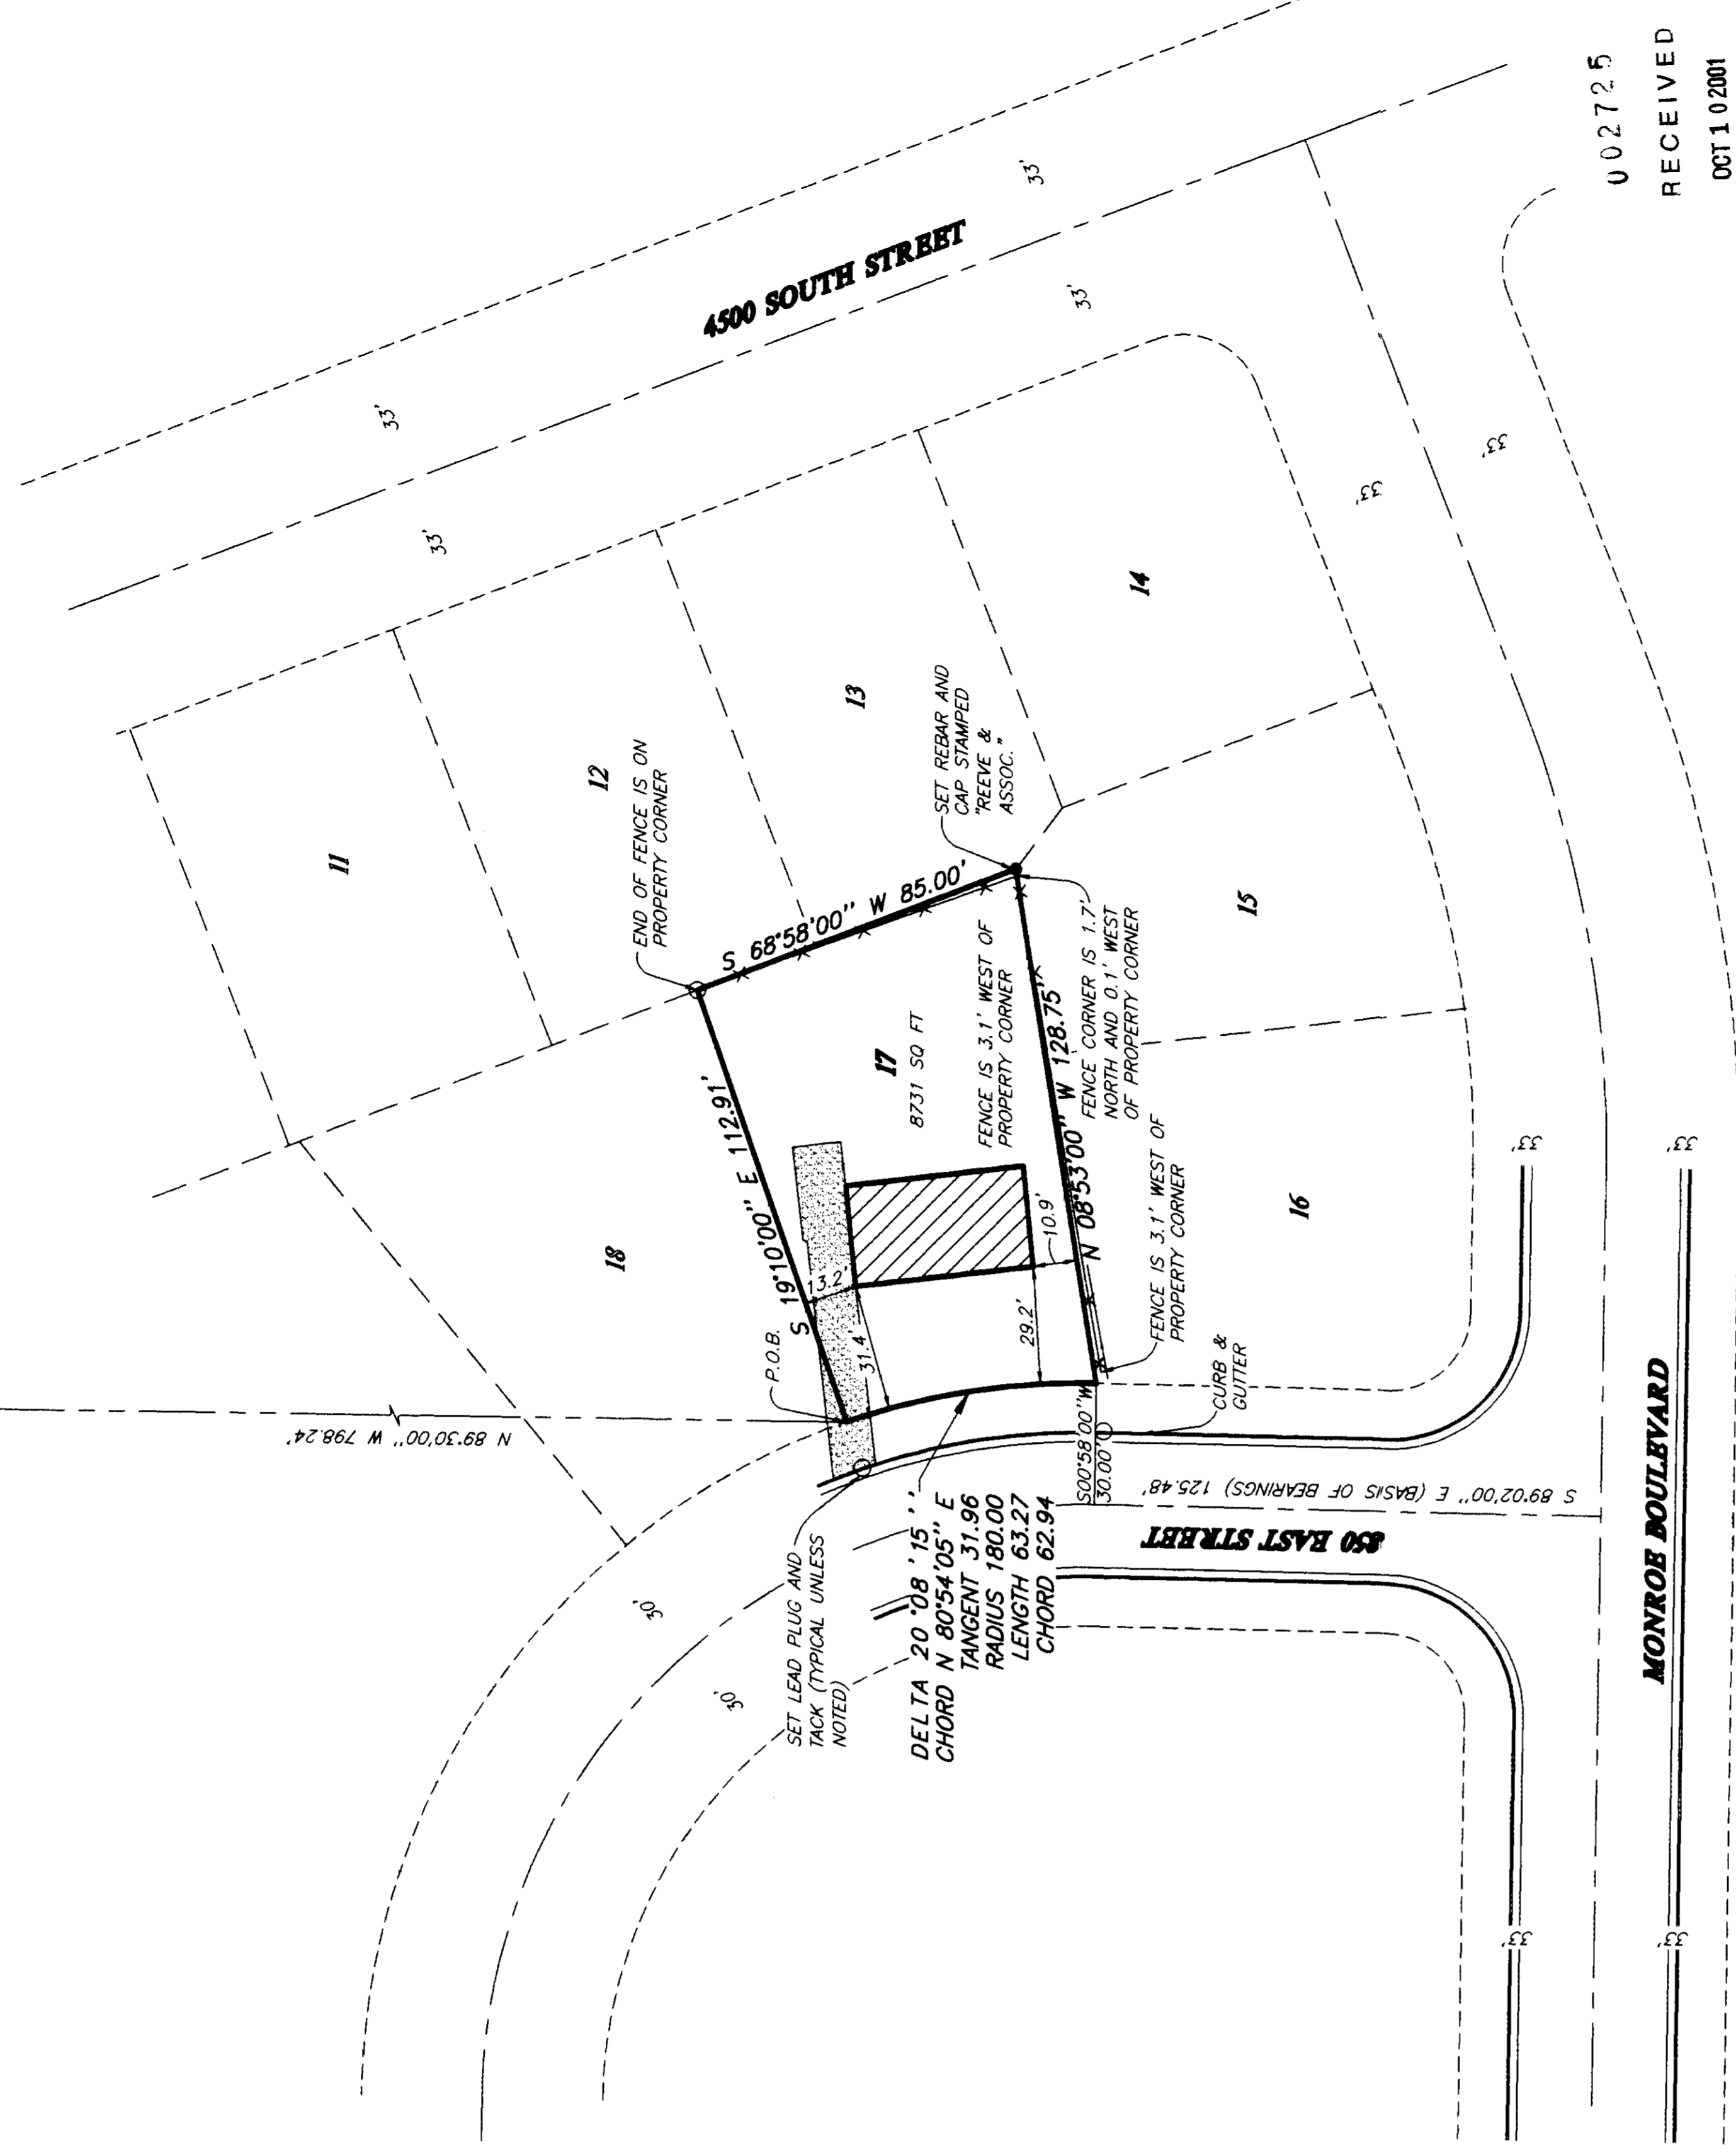 002725
RECEIVED
OCT 10 2001
4500 SOUTH STREET
33'
33'
33'
33'
11
12
13
14
15
16
17
8731 SQ FT
18
END OF FENCE IS ON
PROPERTY CORNER
SET REBAR AND
CAP STAMPED
"REEVE &
ASSOC."
S 68°58'00" W 85.00'
S 19°10'00" E 112.91'
N 08°53'00" W 128.75'
FENCE IS 3.1' WEST OF
PROPERTY CORNER
FENCE CORNER IS 1.7'
NORTH AND 0.1' WEST
OF PROPERTY CORNER
FENCE IS 3.1' WEST OF
PROPERTY CORNER
13.2'
31.4'
29.2'
10.9'
P.O.B.
N 89°30'00" W 798.24'
CURB &
GUTTER
S00°58'00"W
30.00'
S 89°02'00" E (BASIS OF BEARINGS) 125.48'
850 EAST STREET
SET LEAD PLUG AND
TACK (TYPICAL UNLESS
NOTED)
DELTA 20°08'15''
CHORD N 80°54'05" E
TANGENT 31.96
RADIUS 180.00
LENGTH 63.27
CHORD 62.94
30'
30'
MONROE BOULEVARD
33'
33'
33'
33'
33'
33'